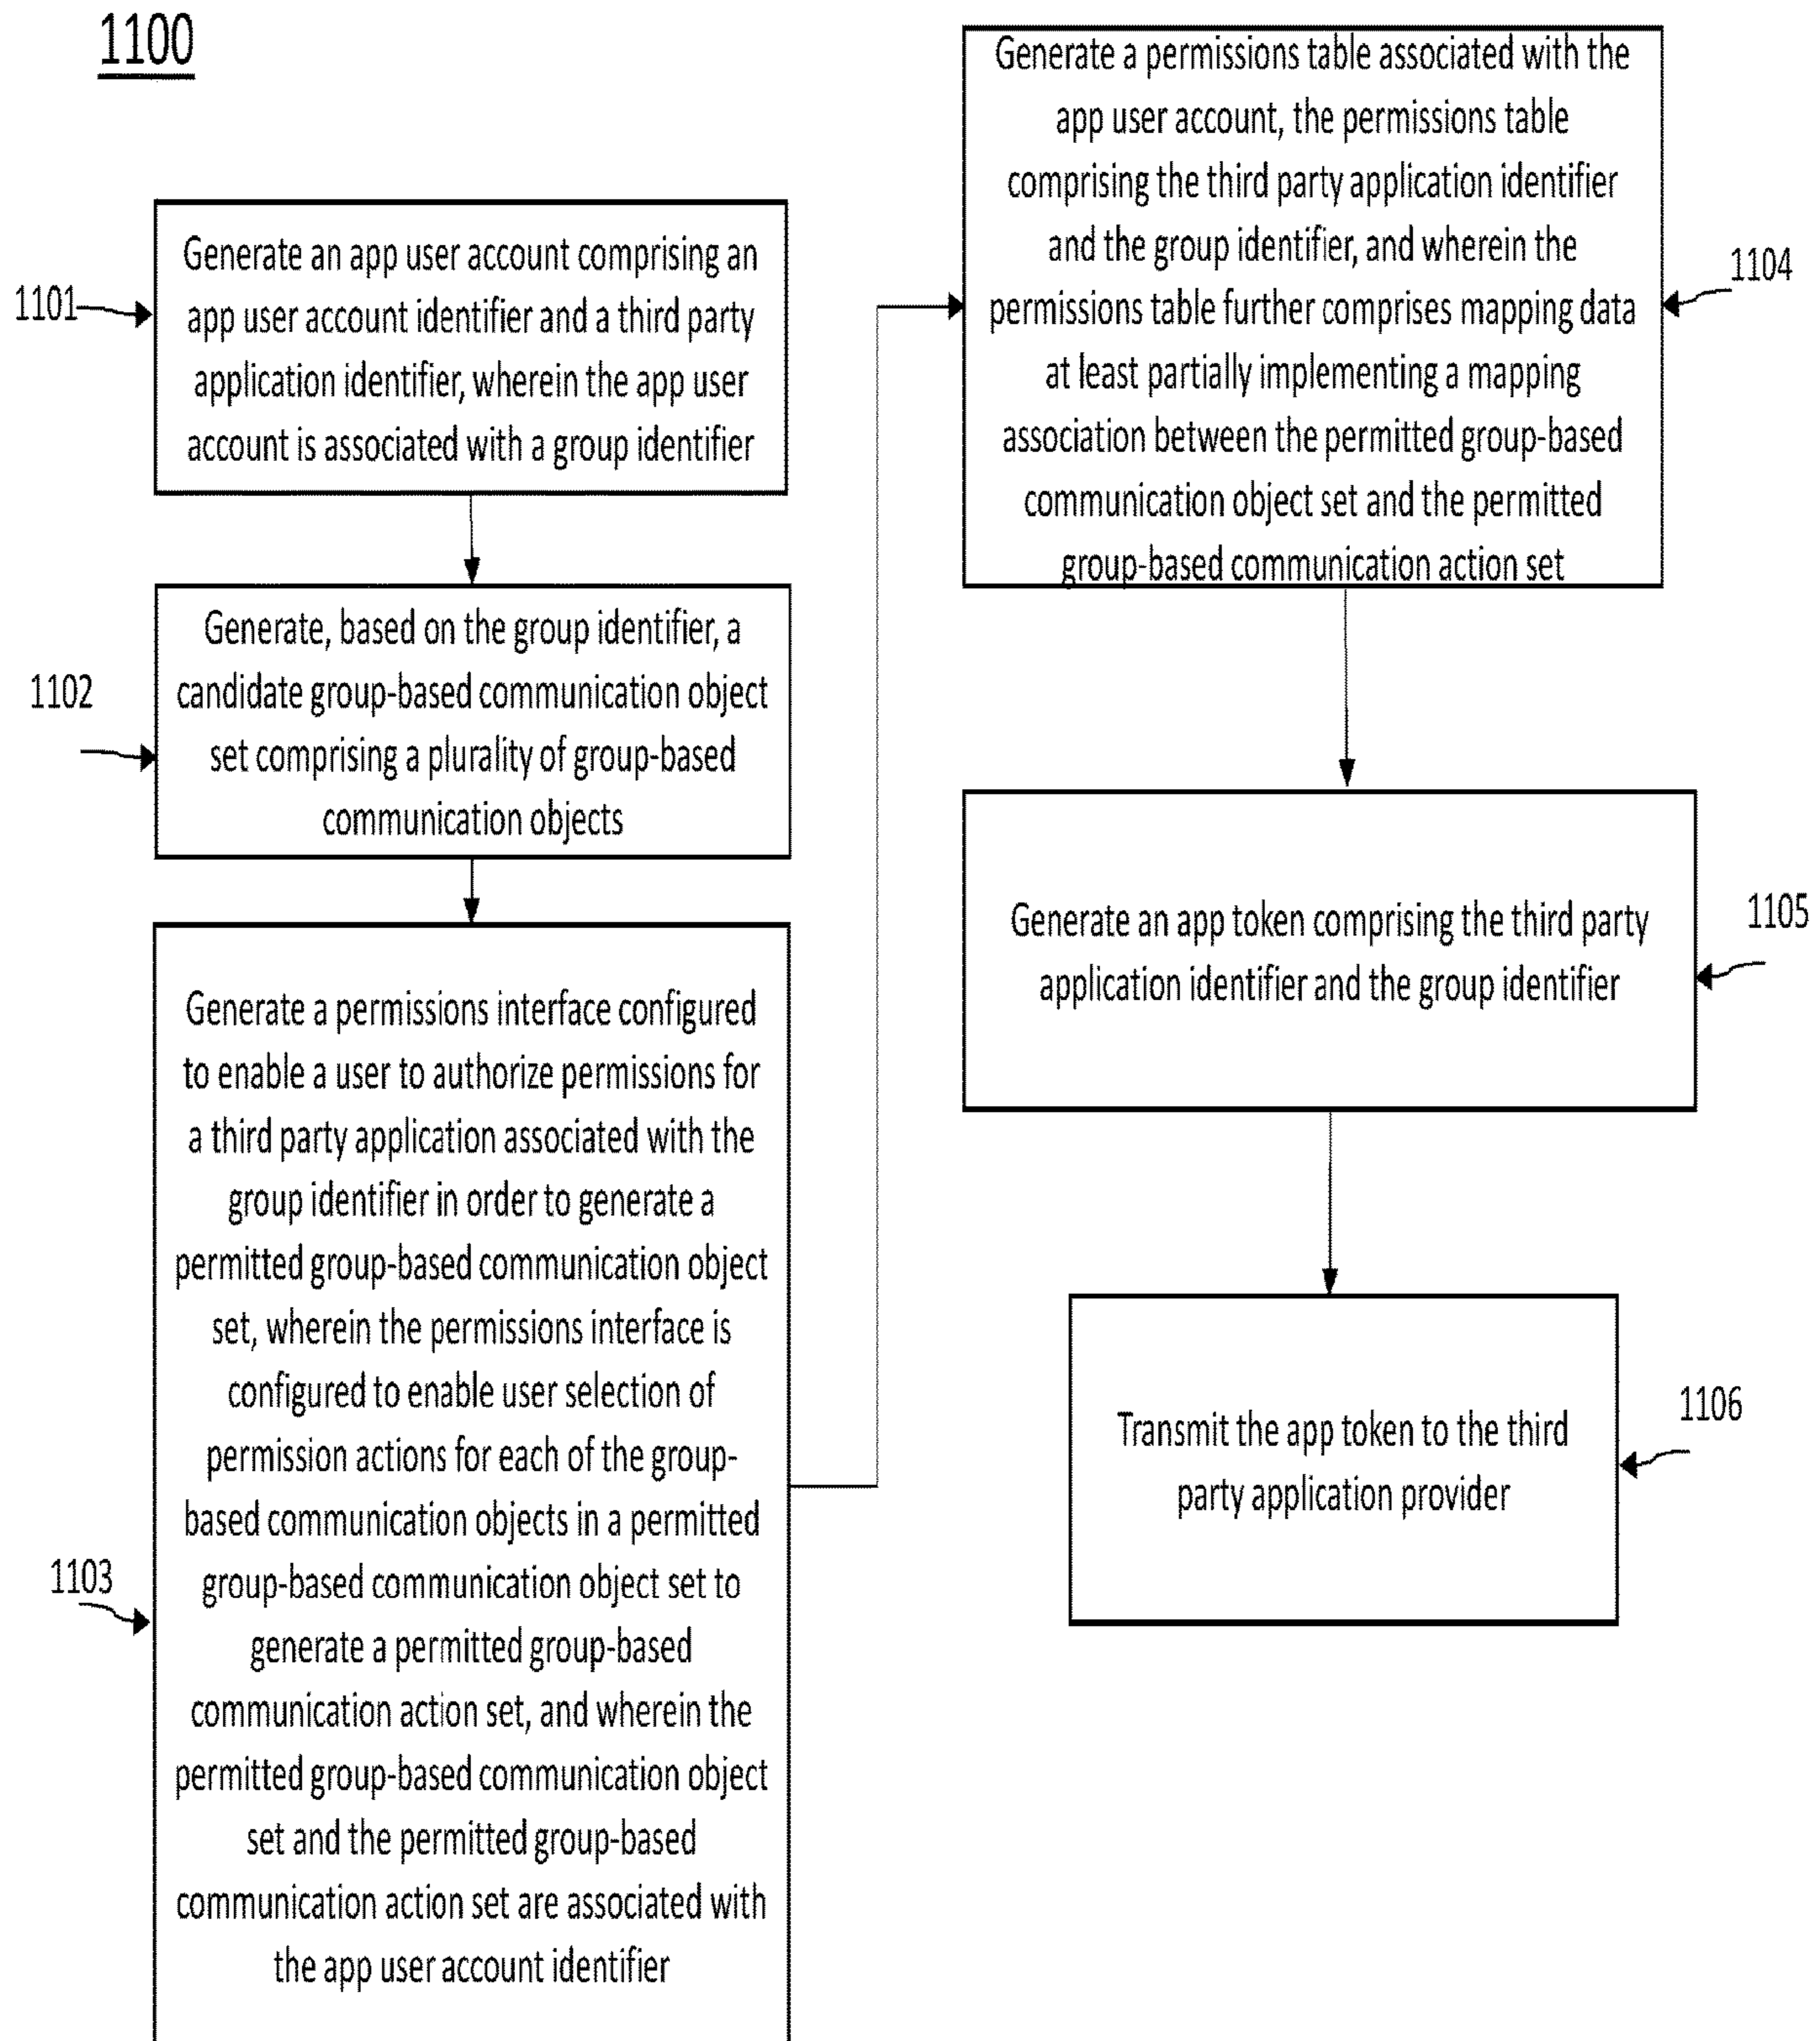 1100
1101
Generate an app user account comprising an
app user account identifier and a third party
application identifier, wherein the app user
account is associated with a group identifier
1102
Generate, based on the group identifier, a
candidate group-based communication object
set comprising a plurality of group-based
communication objects
1103
Generate a permissions interface configured
to enable a user to authorize permissions for
a third party application associated with the
group identifier in order to generate a
permitted group-based communication object
set, wherein the permissions interface is
configured to enable user selection of
permission actions for each of the group-
based communication objects in a permitted
group-based communication object set to
generate a permitted group-based
communication action set, and wherein the
permitted group-based communication object
set and the permitted group-based
communication action set are associated with
the app user account identifier
Generate a permissions table associated with the
app user account, the permissions table
comprising the third party application identifier
and the group identifier, and wherein the
permissions table further comprises mapping data
at least partially implementing a mapping
association between the permitted group-based
communication object set and the permitted
group-based communication action set
1104
Generate an app token comprising the third party
application identifier and the group identifier
1105
Transmit the app token to the third
party application provider
1106